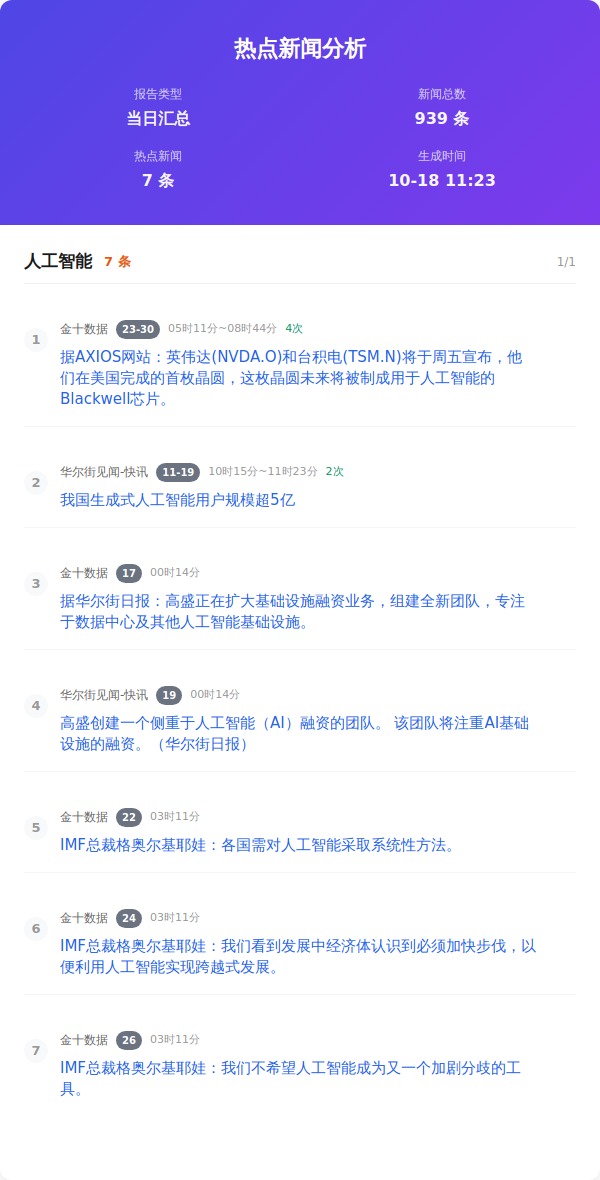 热点新闻分析
报告类型
当日汇总
新闻总数
939 条
热点新闻
7 条
生成时间
10-18 11:23
人工智能 7 条 1/1
1 金十数据 23-30 05时11分~08时44分 4次
据AXIOS网站：英伟达(NVDA.O)和台积电(TSM.N)将于周五宣布，他
们在美国完成的首枚晶圆，这枚晶圆未来将被制成用于人工智能的
Blackwell芯片。
2 华尔街见闻-快讯 11-19 10时15分~11时23分 2次
我国生成式人工智能用户规模超5亿
3 金十数据 17 00时14分
据华尔街日报：高盛正在扩大基础设施融资业务，组建全新团队，专注
于数据中心及其他人工智能基础设施。
4 华尔街见闻-快讯 19 00时14分
高盛创建一个侧重于人工智能（AI）融资的团队。 该团队将注重AI基础
设施的融资。（华尔街日报）
5 金十数据 22 03时11分
IMF总裁格奥尔基耶娃：各国需对人工智能采取系统性方法。
6 金十数据 24 03时11分
IMF总裁格奥尔基耶娃：我们看到发展中经济体认识到必须加快步伐，以
便利用人工智能实现跨越式发展。
7 金十数据 26 03时11分
IMF总裁格奥尔基耶娃：我们不希望人工智能成为又一个加剧分歧的工
具。